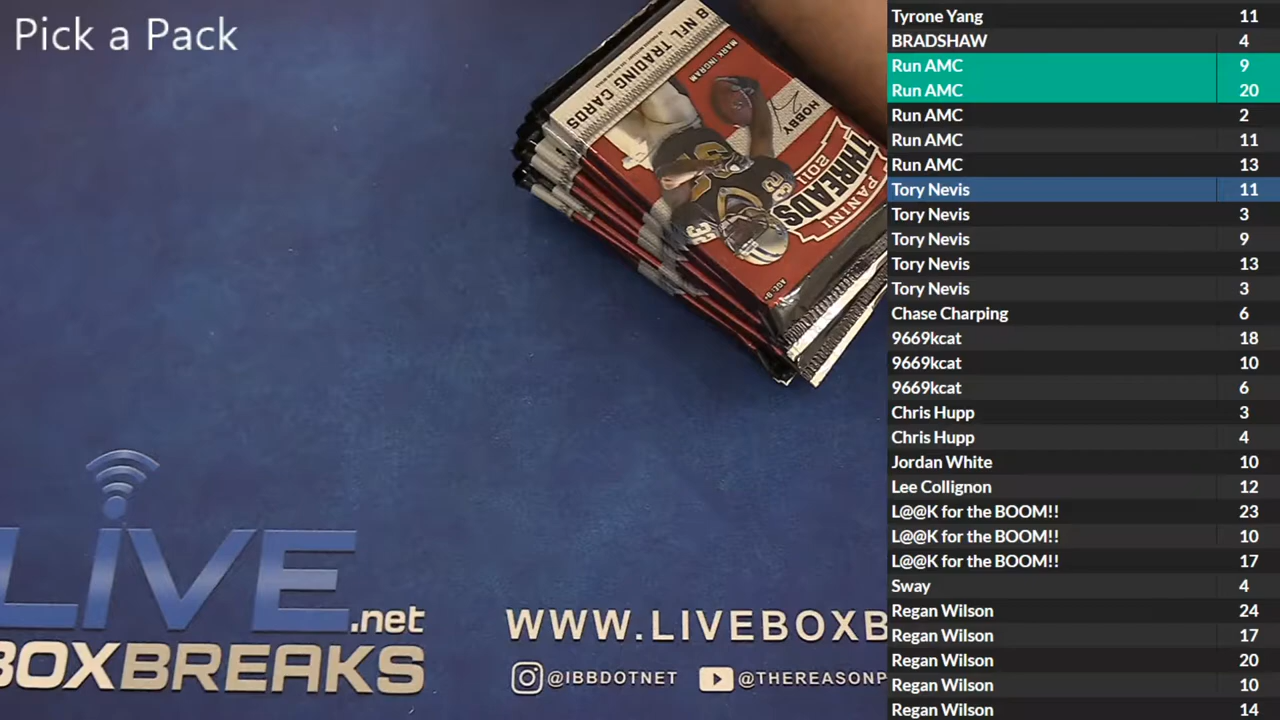 Pick a Pack
8 NFL TRADING CARDS
MARK INGRAM
HOBBY
PANINI
2011
THREADS
LIVE
.net
BOXBREAKS
WWW.LIVEBOXB
@IBBDOTNET
@THEREASONP
Tyrone Yang 11
BRADSHAW 4
Run AMC 9
Run AMC 20
Run AMC 2
Run AMC 11
Run AMC 13
Tory Nevis 11
Tory Nevis 3
Tory Nevis 9
Tory Nevis 13
Tory Nevis 3
Chase Charping 6
9669kcat 18
9669kcat 10
9669kcat 6
Chris Hupp 3
Chris Hupp 4
Jordan White 10
Lee Collignon 12
L@@K for the BOOM!! 23
L@@K for the BOOM!! 10
L@@K for the BOOM!! 17
Sway 4
Regan Wilson 24
Regan Wilson 17
Regan Wilson 20
Regan Wilson 10
Regan Wilson 14